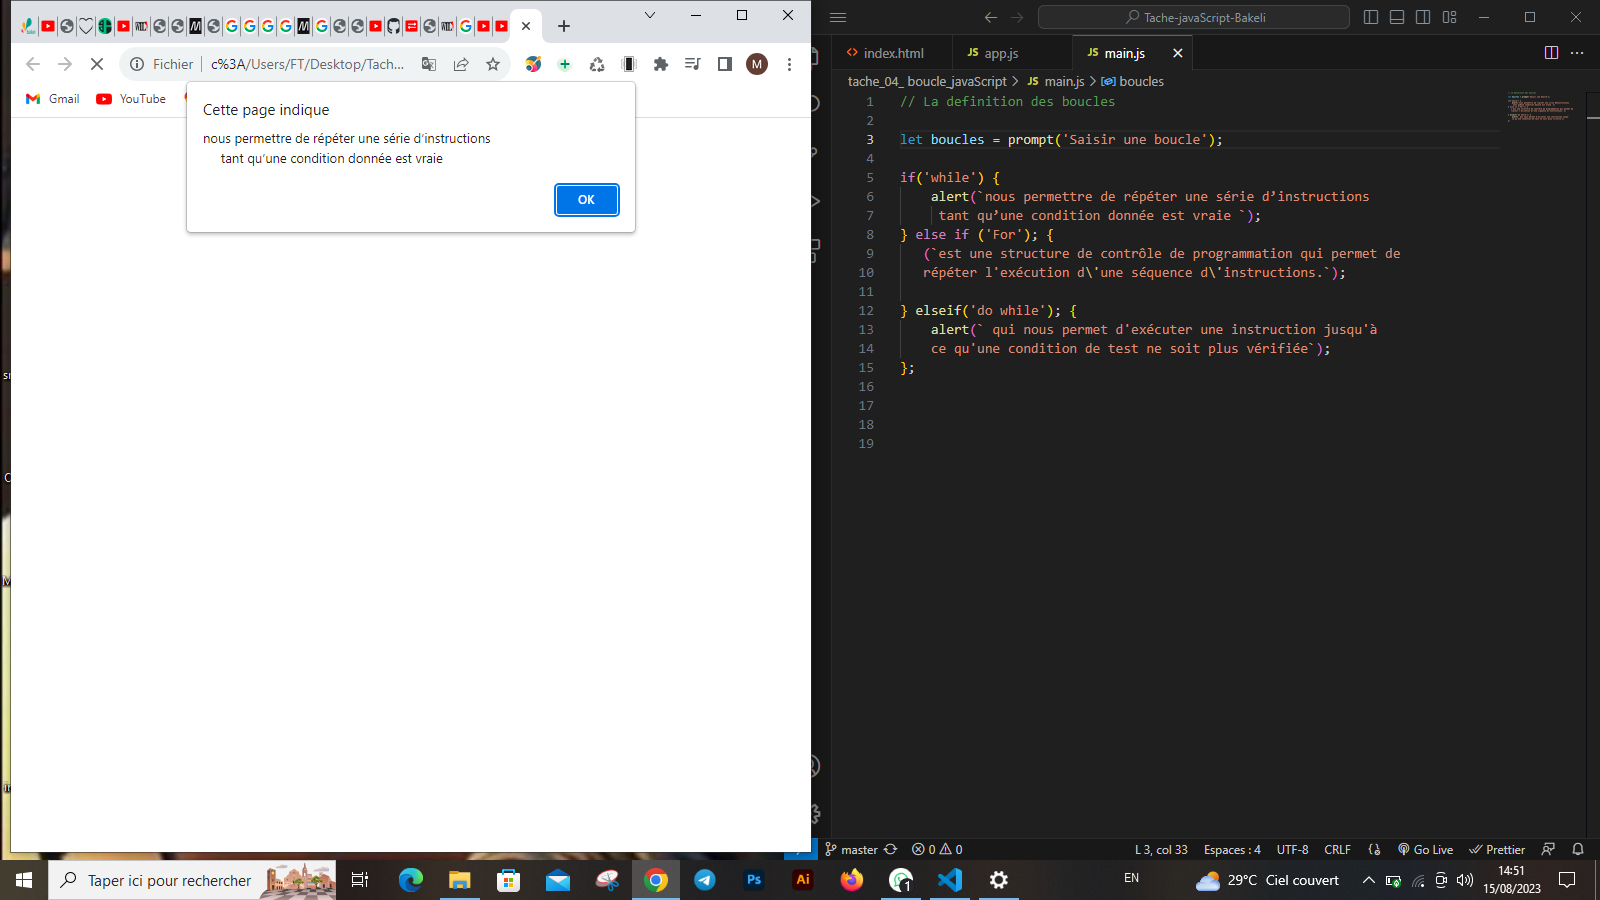 Tache-javaScript-Bakeli
index.html
JS app.js
JS main.js
Fichier c%3A/Users/FT/Desktop/Tach...
M
Gmail
YouTube
tache_04_ boucle_javaScript > JS main.js > boucles
Cette page indique
nous permettre de répéter une série d’instructions
tant qu’une condition donnée est vraie
OK
1 // La definition des boucles
2
3 let boucles = prompt('Saisir une boucle');
4
5 if('while') {
6 alert(`nous permettre de répéter une série d’instructions
7 tant qu’une condition donnée est vraie `);
8 } else if ('For'); {
9 (`est une structure de contrôle de programmation qui permet de
10 répéter l'exécution d\'une séquence d\'instructions.`);
11
12 } elseif('do while'); {
13 alert(` qui nous permet d'exécuter une instruction jusqu'à
14 ce qu'une condition de test ne soit plus vérifiée`);
15 };
16
17
18
19
master 0 0 L 3, col 33 Espaces : 4 UTF-8 CRLF Go Live Prettier
Taper ici pour rechercher
Ps
Ai
1
EN
29°C Ciel couvert
14:51
15/08/2023